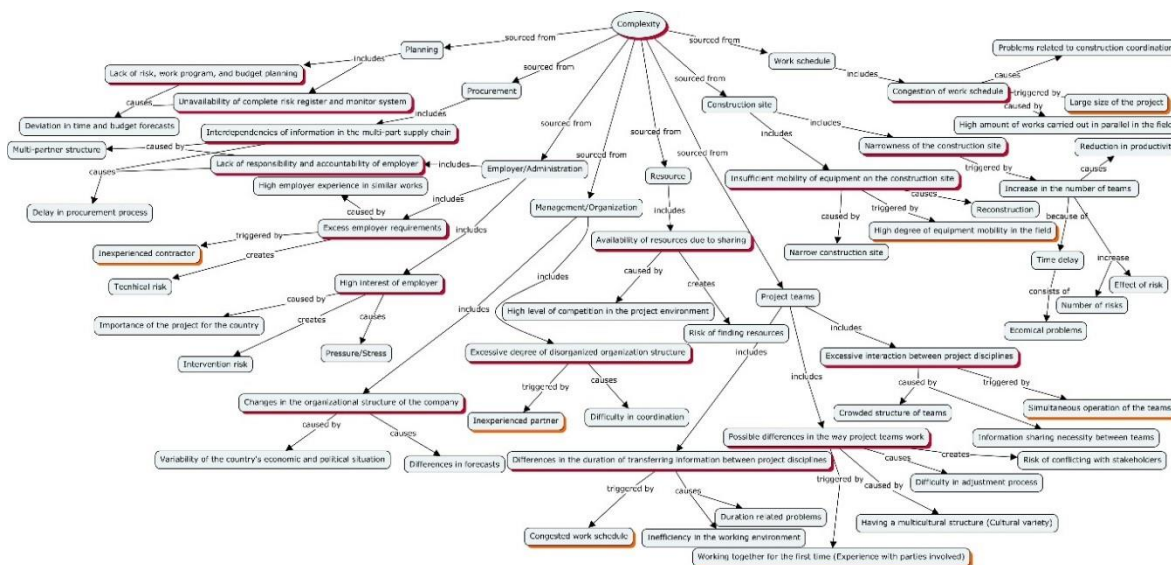 Complexity
sourced from
Planning
sourced from
Work schedule
Problems related to construction coordination
sourced from
sourced from
includes
Lack of risk, work program, and budget planning
includes
causes
Procurement
Construction site
Congestion of work schedule
triggered by
causes
Unavailability of complete risk register and monitor system
Large size of the project
caused by
Deviation in time and budget forecasts
includes
Interdependencies of information in the multi-part supply chain
sourced from
includes
High amount of works carried out in parallel in the field
Multi-partner structure
caused by
includes
Narrowness of the construction site
Reduction in productivity
sourced from
sourced from
Lack of responsibility and accountability of employer
includes
Employer/Administration
sourced from
causes
triggered by
causes
High employer experience in similar works
Resource
Insufficient mobility of equipment on the construction site
Increase in the number of teams
includes
causes
Delay in procurement process
caused by
Management/Organization
triggered by
Reconstruction
because of
Excess employer requirements
includes
includes
caused by
High degree of equipment mobility in the field
triggered by
Availability of resources due to sharing
Inexperienced contractor
creates
Narrow construction site
Time delay
increase
Tecnhical risk
High interest of employer
includes
caused by
creates
consists of
Effect of risk
caused by
includes
Project teams
Number of risks
Importance of the project for the country
creates
causes
High level of competition in the project environment
Ecomical problems
Risk of finding resources
includes
Intervention risk
Pressure/Stress
Excessive degree of disorganized organization structure
includes
Excessive interaction between project disciplines
includes
triggered by
causes
caused by
triggered by
Changes in the organizational structure of the company
Crowded structure of teams
Simultaneous operation of the teams
Inexperienced partner
Difficulty in coordination
caused by
causes
Possible differences in the way project teams work
Information sharing necessity between teams
Variability of the country's economic and political situation
Differences in forecasts
Differences in the duration of transferring information between project disciplines
creates
Risk of conflicting with stakeholders
causes
Difficulty in adjustment process
triggered by
causes
triggered by
caused by
Duration related problems
Having a multicultural structure (Cultural variety)
Congested work schedule
Inefficiency in the working environment
Working together for the first time (Experience with parties involved)